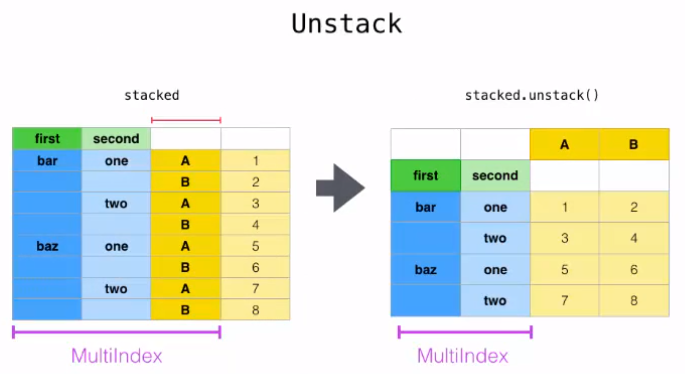 Unstack
stacked
first second
bar one A 1
B 2
two A 3
B 4
baz one A 5
B 6
two A 7
B 8
MultiIndex
stacked.unstack()
A B
first second
bar one 1 2
two 3 4
baz one 5 6
two 7 8
MultiIndex